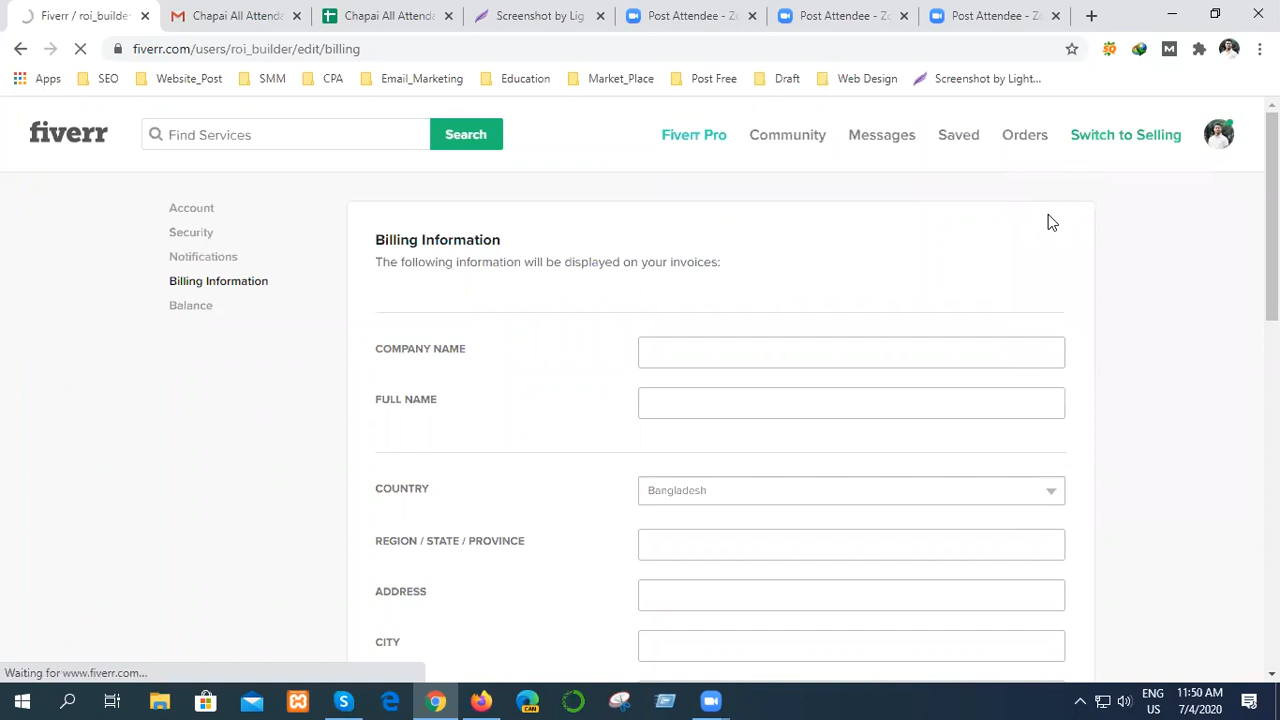 Fiverr / roi_builder
Chapai All Attenda
Chapai All Attenda
Screenshot by Lig
Post Attendee - Zo
Post Attendee - Zo
Post Attendee - Zo
fiverr.com/users/roi_builder/edit/billing
Apps SEO Website_Post SMM CPA Email_Marketing Education Market_Place Post Free Draft Web Design Screenshot by Light...
fiverr Find Services Search Fiverr Pro Community Messages Saved Orders Switch to Selling
Account
Security
Notifications
Billing Information
Balance
Billing Information
The following information will be displayed on your invoices:
COMPANY NAME
FULL NAME
COUNTRY Bangladesh
REGION / STATE / PROVINCE
ADDRESS
CITY
Waiting for www.fiverr.com...
ENG 11:50 AM
US 7/4/2020